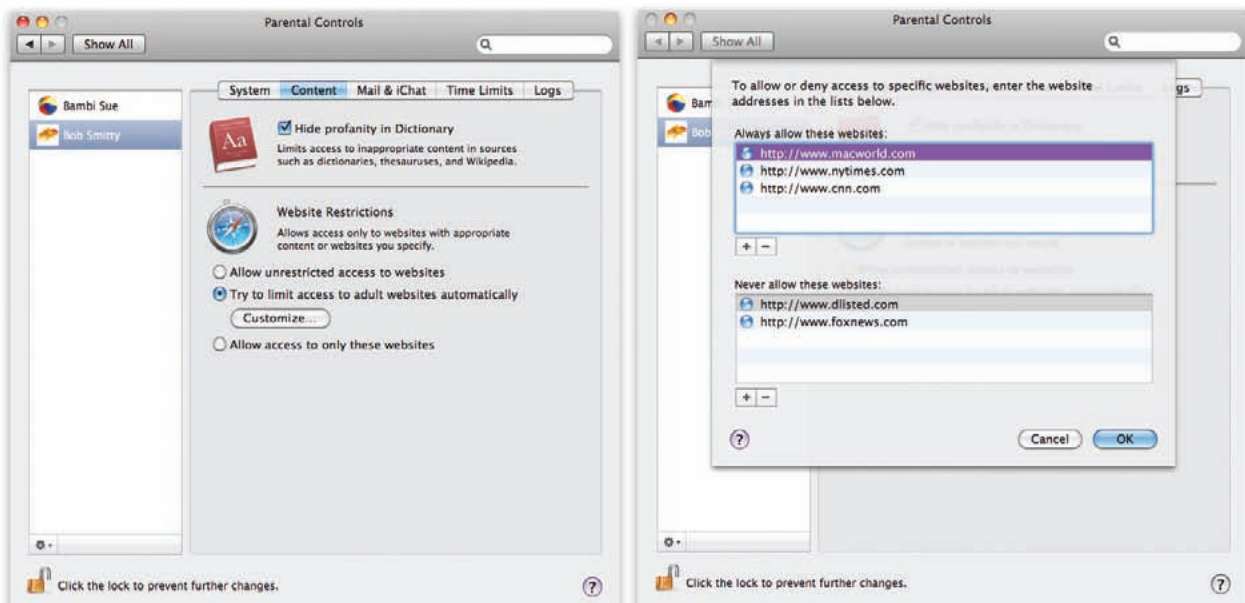 Parental Controls
Show All
Bambi Sue
Bob Smitty
System Content Mail & iChat Time Limits Logs
Aa
Hide profanity in Dictionary
Limits access to inappropriate content in sources
such as dictionaries, thesauruses, and Wikipedia.
Website Restrictions
Allows access only to websites with appropriate
content or websites you specify.
Allow unrestricted access to websites
Try to limit access to adult websites automatically
Customize...
Allow access to only these websites
Click the lock to prevent further changes.
?
Parental Controls
Show All
Bam
Bob
gs
To allow or deny access to specific websites, enter the website
addresses in the lists below.
Always allow these websites:
http://www.macworld.com
http://www.nytimes.com
http://www.cnn.com
+ −
Never allow these websites:
http://www.dlisted.com
http://www.foxnews.com
+ −
?
Cancel OK
Click the lock to prevent further changes.
?